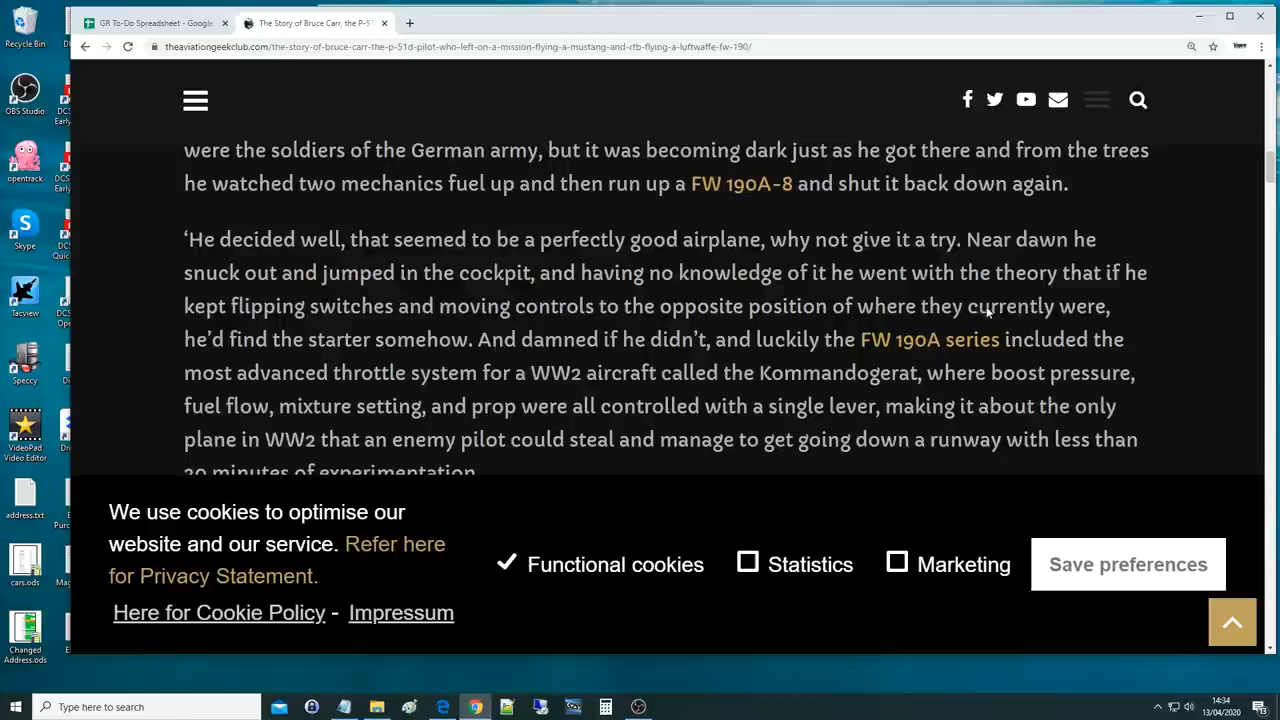 Recycle Bin
OBS Studio
opentrack
Skype
Tacview
Speccy
VideoPad
Video Editor
address.txt
cars.ods
Changed
Address.ods
GR To-Do Spreadsheet - Google
The Story of Bruce Carr, the P-51
theaviationgeekclub.com/the-story-of-bruce-carr-the-p-51d-pilot-who-left-on-a-mission-flying-a-mustang-and-rtb-flying-a-luftwaffe-fw-190/
were the soldiers of the German army, but it was becoming dark just as he got there and from the trees
he watched two mechanics fuel up and then run up a FW 190A-8 and shut it back down again.
‘He decided well, that seemed to be a perfectly good airplane, why not give it a try. Near dawn he
snuck out and jumped in the cockpit, and having no knowledge of it he went with the theory that if he
kept flipping switches and moving controls to the opposite position of where they currently were,
he’d find the starter somehow. And damned if he didn’t, and luckily the FW 190A series included the
most advanced throttle system for a WW2 aircraft called the Kommandogerat, where boost pressure,
fuel flow, mixture setting, and prop were all controlled with a single lever, making it about the only
plane in WW2 that an enemy pilot could steal and manage to get going down a runway with less than
20 minutes of experimentation.
We use cookies to optimise our
website and our service. Refer here
for Privacy Statement.
Here for Cookie Policy - Impressum
Functional cookies
Statistics
Marketing
Save preferences
Type here to search
14:34
13/04/2020